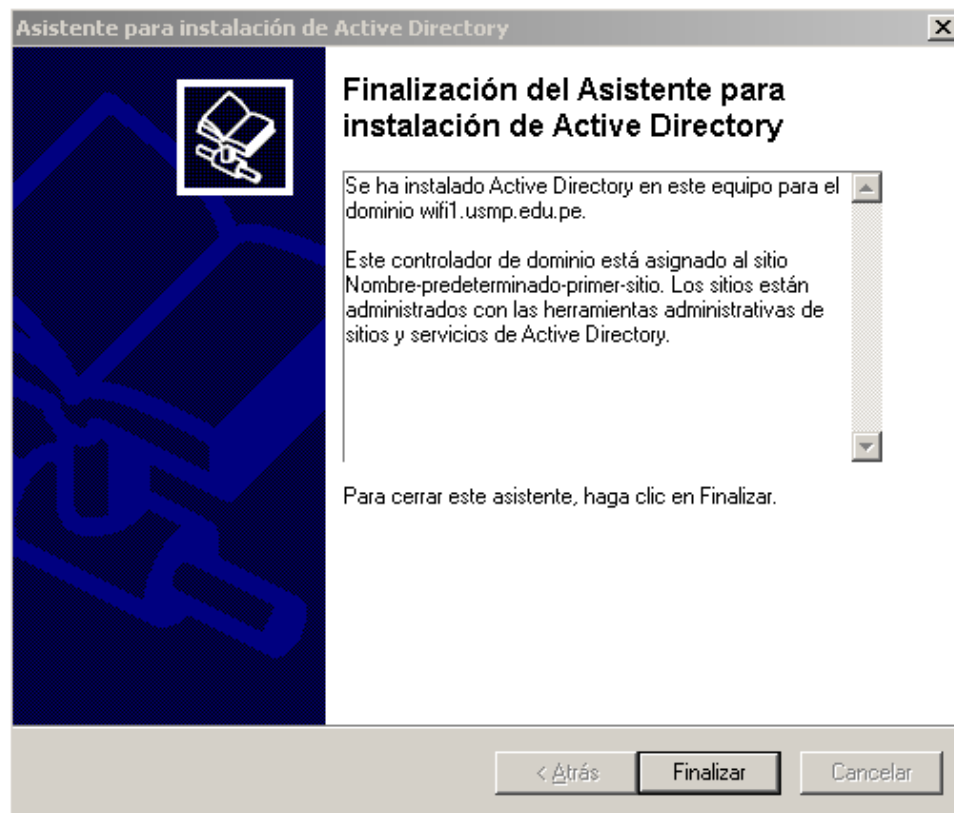 Asistente para instalación de Active Directory
Finalización del Asistente para
instalación de Active Directory
Se ha instalado Active Directory en este equipo para el
dominio wifi1.usmp.edu.pe.
Este controlador de dominio está asignado al sitio
Nombre-predeterminado-primer-sitio. Los sitios están
administrados con las herramientas administrativas de
sitios y servicios de Active Directory.
Para cerrar este asistente, haga clic en Finalizar.
< Atrás
Finalizar
Cancelar